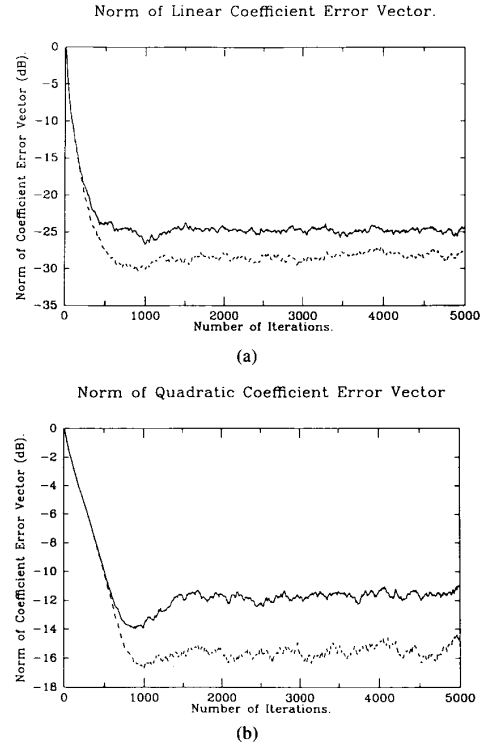 Norm of Linear Coefficient Error Vector.
Norm of Coefficient Error Vector (dB).
0
-5
-10
-15
-20
-25
-30
-35
0 1000 2000 3000 4000 5000
Number of Iterations.
(a)
Norm of Quadratic Coefficient Error Vector
Norm of Coefficient Error Vector (dB).
0
-2
-4
-6
-8
-10
-12
-14
-16
-18
0 1000 2000 3000 4000 5000
Number of Iterations.
(b)